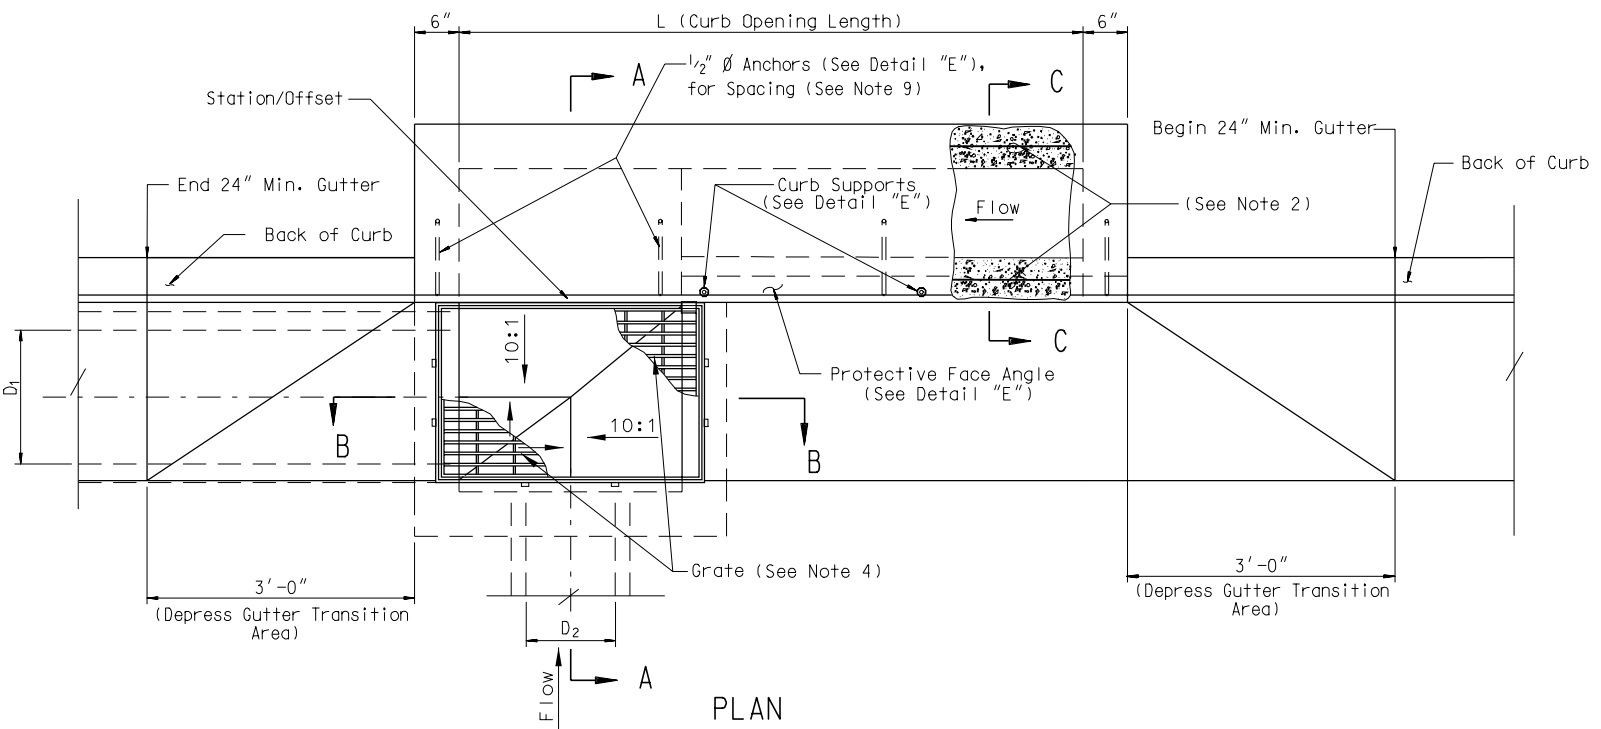 6"
L (Curb Opening Length)
6"
1/2" Ø Anchors (See Detail "E"),
for Spacing (See Note 9)
A
C
Station/Offset
Begin 24" Min. Gutter
Back of Curb
End 24" Min. Gutter
Curb Supports
(See Detail "E")
Flow
(See Note 2)
Back of Curb
10:1
C
D1
Protective Face Angle
(See Detail "E")
B
10:1
B
Grate (See Note 4)
3'-0"
(Depress Gutter Transition
Area)
3'-0"
(Depress Gutter Transition
Area)
D2
A
Flow
PLAN